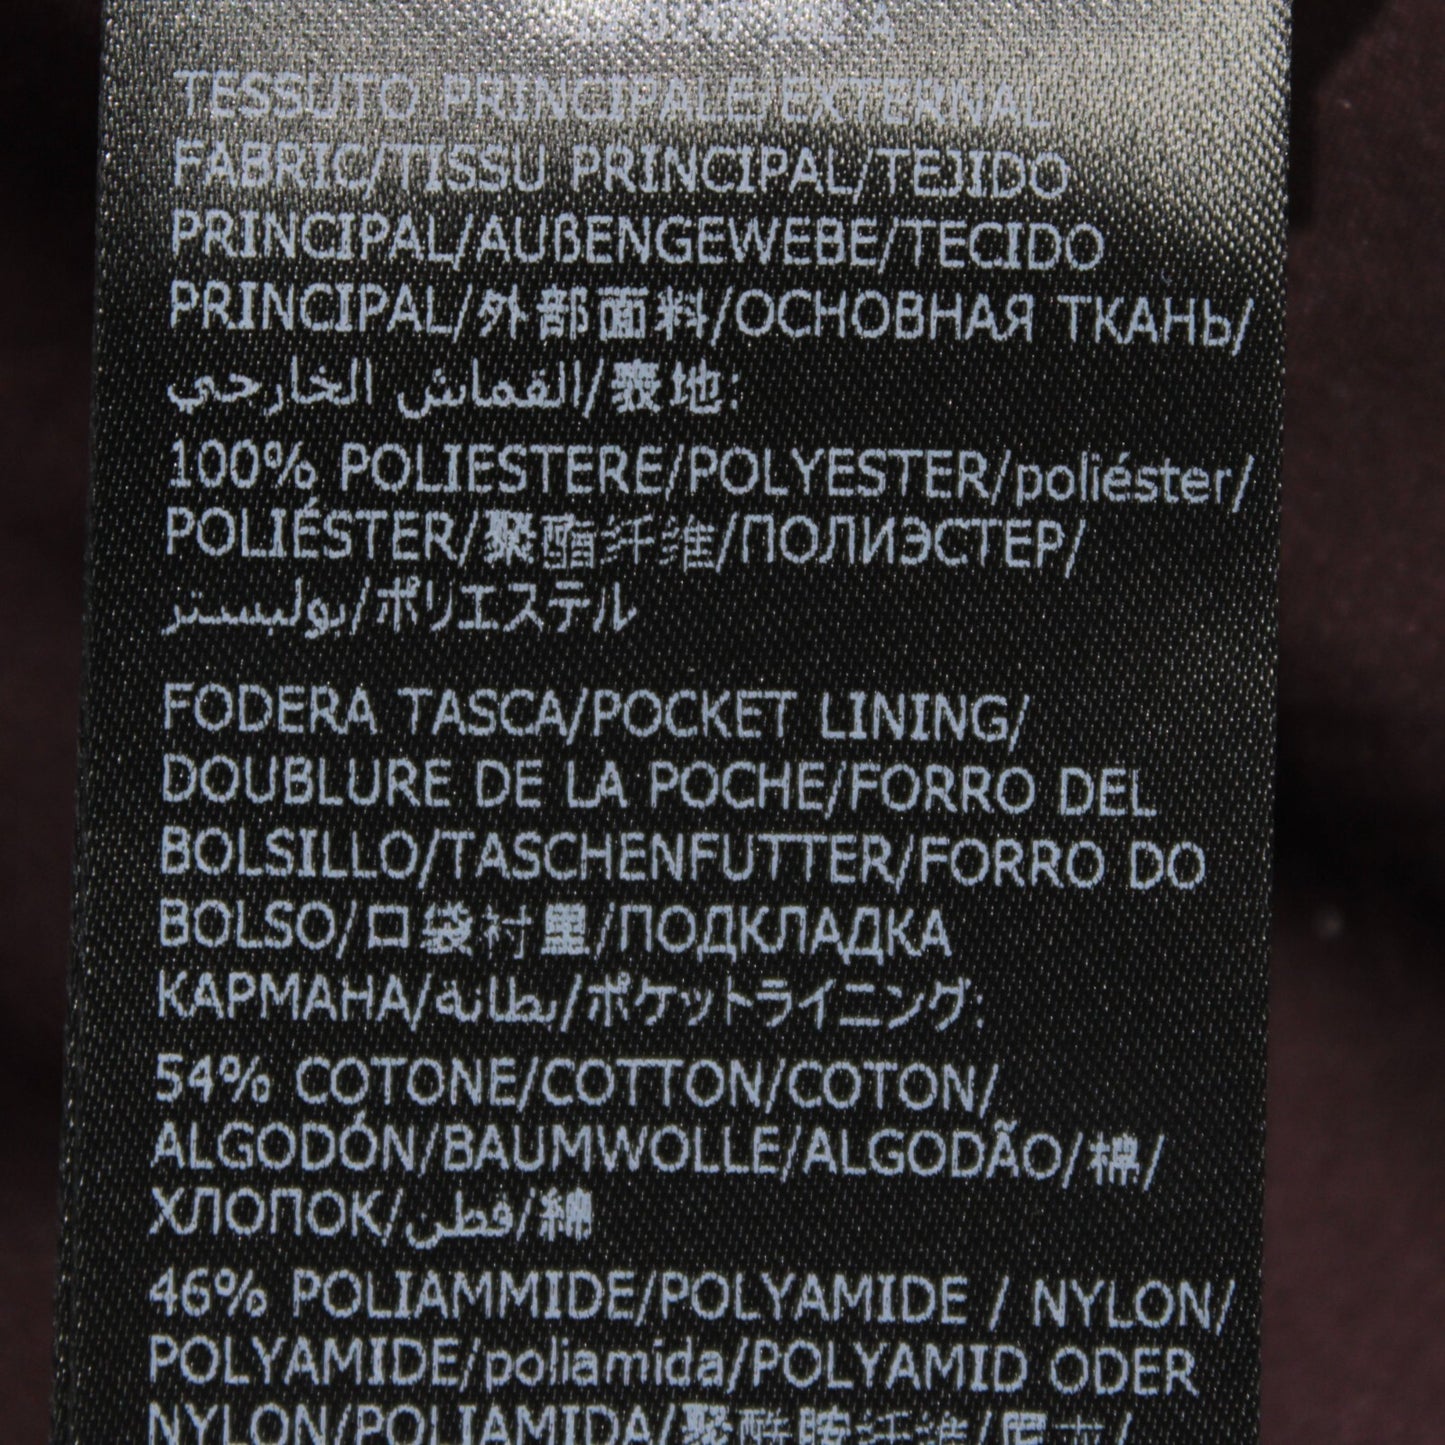 TESSUTO PRINCIPALE/EXTERNAL
FABRIC/TISSU PRINCIPAL/TEJIDO
PRINCIPAL/AUßENGEWEBE/TECIDO
PRINCIPAL/外部面料/ОСНОВНАЯ ТКАНЬ/
القماش الخارجي/表地:
100% POLIESTERE/POLYESTER/poliéster/
POLIÉSTER/聚酯纤维/ПОЛИЭСТЕР/
بوليستر/ポリエステル
FODERA TASCA/POCKET LINING/
DOUBLURE DE LA POCHE/FORRO DEL
BOLSILLO/TASCHENFUTTER/FORRO DO
BOLSO/口袋衬里/ПОДКЛАДКА
КАРМАНА/بطانة/ポケットライニング:
54% COTONE/COTTON/COTON/
ALGODÓN/BAUMWOLLE/ALGODÃO/棉/
ХЛОПОК/قطن/綿
46% POLIAMMIDE/POLYAMIDE / NYLON/
POLYAMIDE/poliamida/POLYAMID ODER
NYLON/POLIAMIDA/聚酰胺纤维/